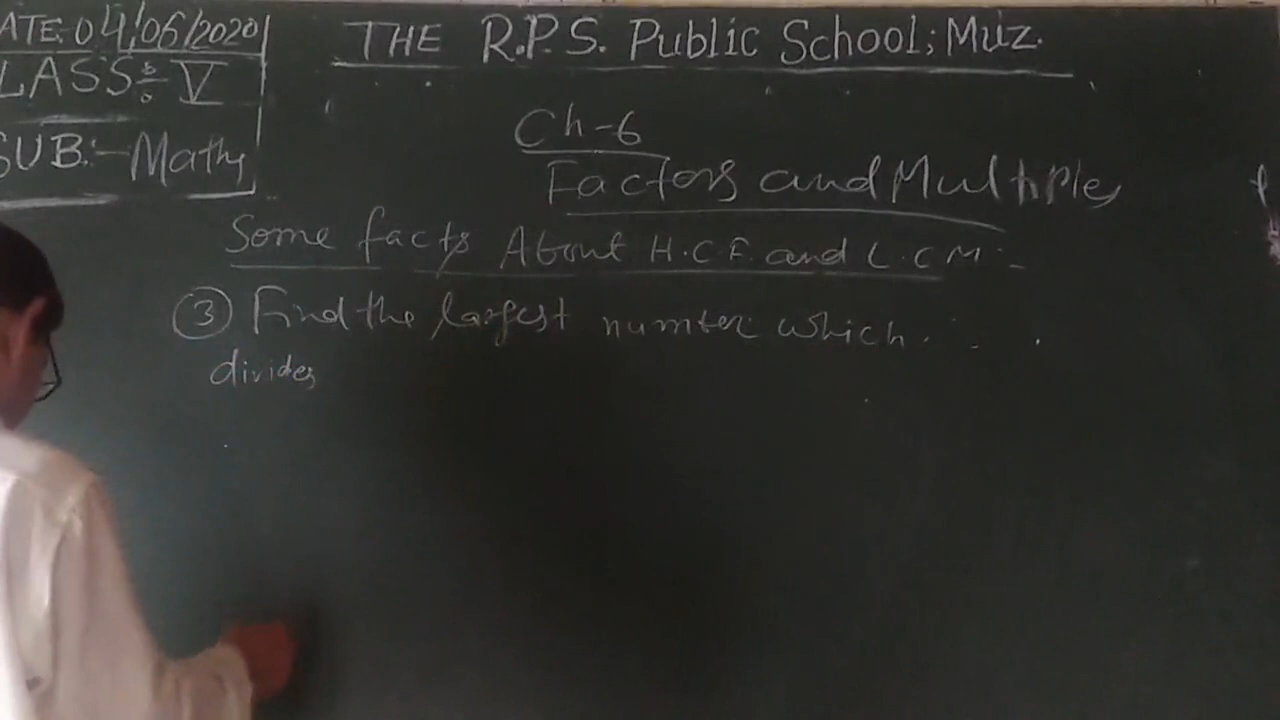 ATE:04/06/2020
LASS:- V
SUB:-Maths
THE R.P.S. Public School; Muz.
Ch-6
Factors and Multiples
Some facts About H.C.F. and L.C.M:-
③ Find the largest number which
divides